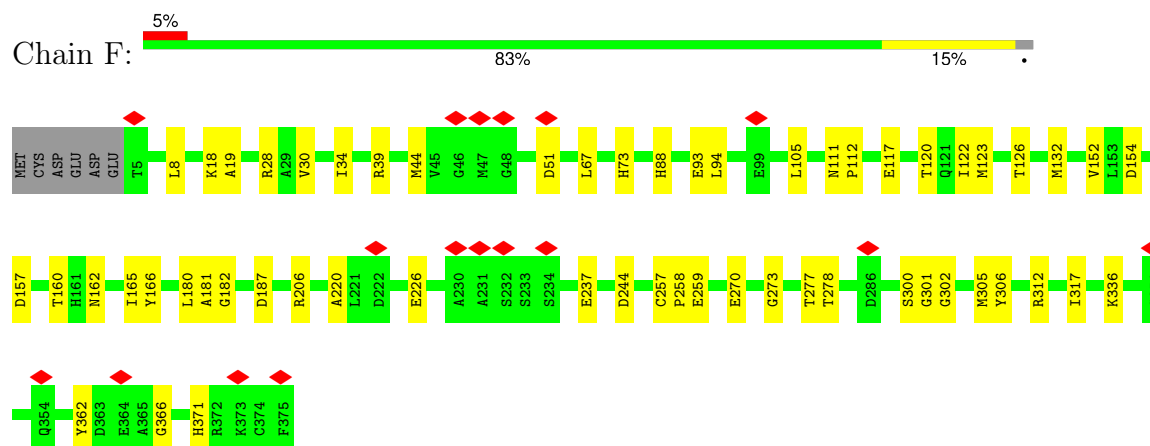 5%
Chain F:
83%
15%
•
MET CYS ASP GLU ASP GLU T5 L8 K18 A19 R28 A29 V30 I34 R39 M44 V45 G46 M47 G48 D51 L67 H73 H88 E93 L94 E99 L105 N111 P112 E117 T120 Q121 I122 M123 T126 M132 V152 L153 D154
D157 T160 H161 N162 I165 Y166 L180 A181 G182 D187 R206 A220 L221 D222 E226 A230 A231 S232 S233 S234 E237 D244 C257 P258 E259 E270 G273 T277 T278 D286 S300 G301 G302 M305 Y306 R312 I317 K336
Q354 Y362 D363 E364 A365 G366 H371 R372 K373 C374 F375